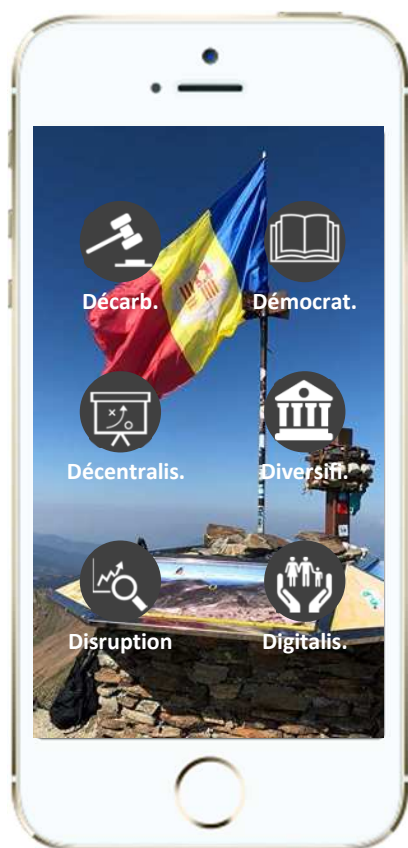 Décarb.
Démocrat.
Décentralis.
Diversifi.
Disruption
Digitalis.